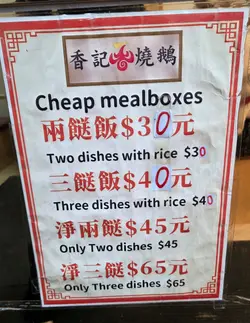 香記燒鵝
Cheap mealboxes
兩餸飯$30元
Two dishes with rice $30
三餸飯$40元
Three dishes with rice $40
淨兩餸$45元
Only Two dishes $45
淨三餸$65元
Only Three dishes $65